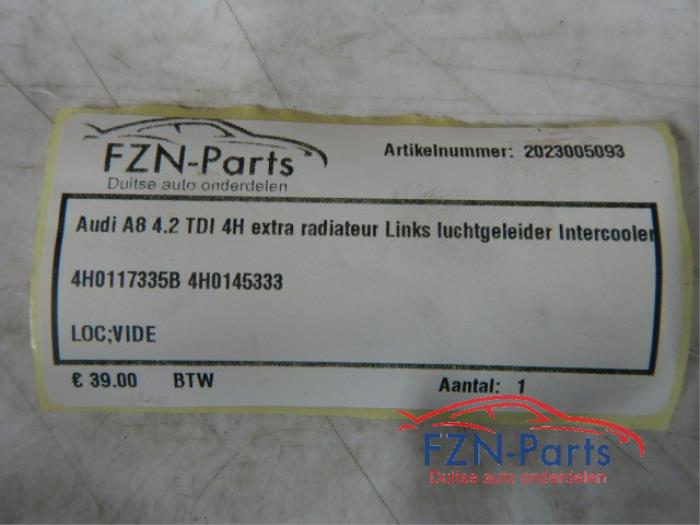 FZN-Parts
Duitse auto onderdelen
Artikelnummer: 2023005093
Audi A8 4.2 TDI 4H extra radiateur Links luchtgeleider Intercooler
4H0117335B 4H0145333
LOC;VIDE
€ 39.00 BTW Aantal: 1
FZN-Parts
Duitse auto onderdelen